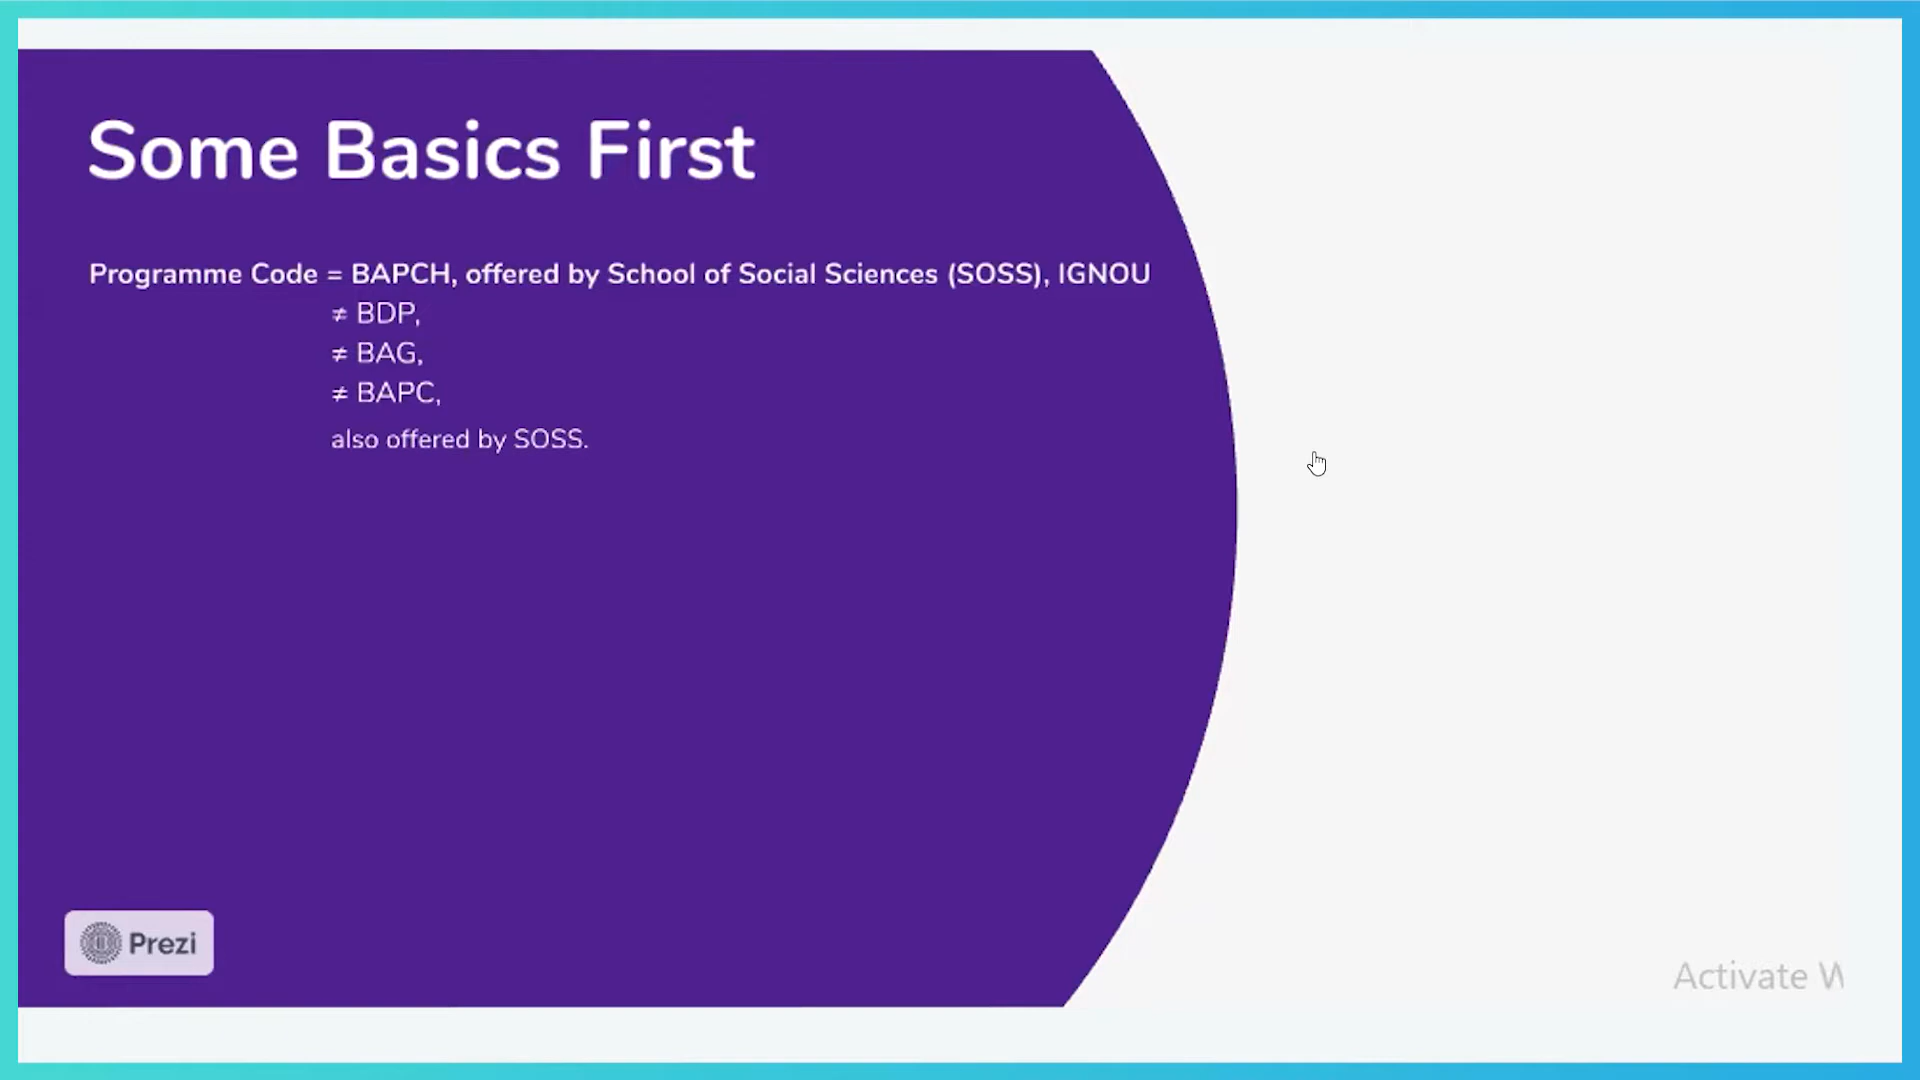 Some Basics First
Programme Code = BAPCH, offered by School of Social Sciences (SOSS), IGNOU
≠ BDP,
≠ BAG,
≠ BAPC,
also offered by SOSS.
Prezi
Activate W